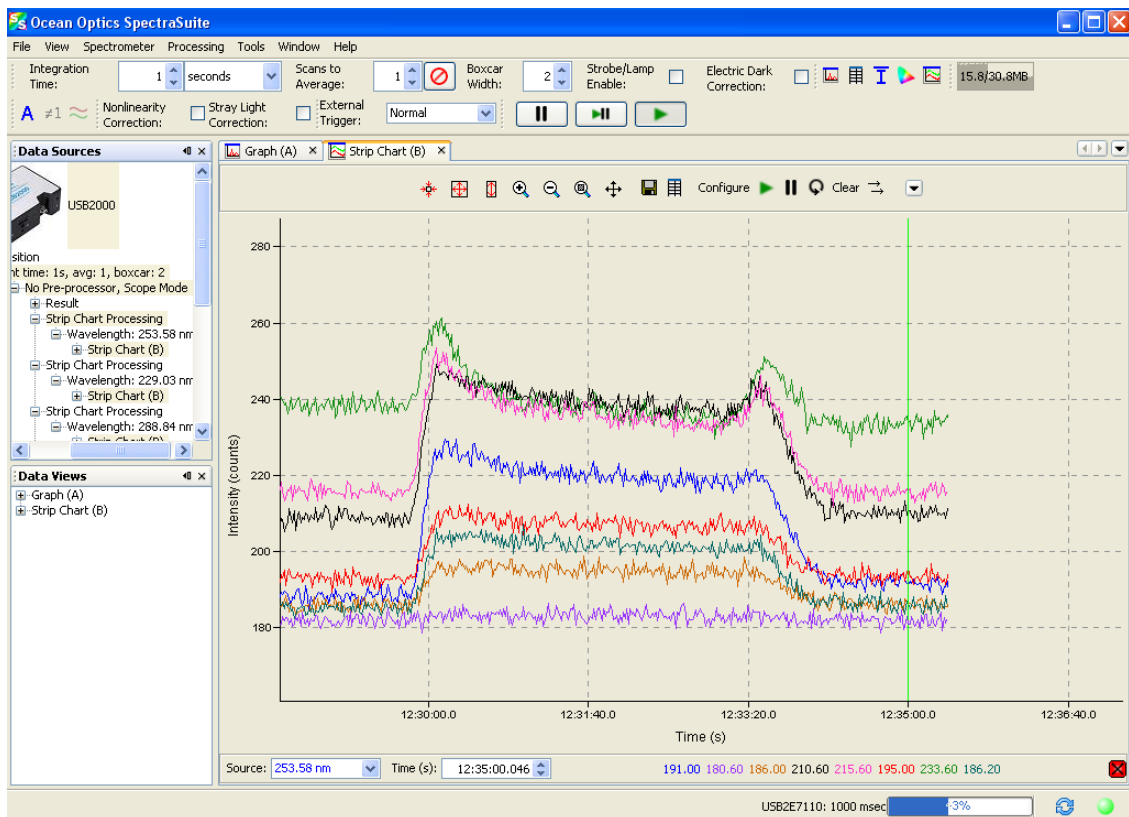 Ocean Optics SpectraSuite
File View Spectrometer Processing Tools Window Help
Integration Time: 1 seconds Scans to Average: 1 Boxcar Width: 2 Strobe/Lamp Enable: Electric Dark Correction: 15.8/30.8MB
A ≠1 Nonlinearity Correction: Stray Light Correction: External Trigger: Normal
Data Sources
USB2000
sition
nt time: 1s, avg: 1, boxcar: 2
No Pre-processor, Scope Mode
Result
Strip Chart Processing
Wavelength: 253.58 nm
Strip Chart (B)
Strip Chart Processing
Wavelength: 229.03 nm
Strip Chart (B)
Strip Chart Processing
Wavelength: 288.84 nm
Strip Chart (B)
Data Views
Graph (A)
Strip Chart (B)
Graph (A) Strip Chart (B)
Configure Clear
280
260
240
220
200
180
Intensity (counts)
12:30:00.0 12:31:40.0 12:33:20.0 12:35:00.0 12:36:40.0
Time (s)
Source: 253.58 nm Time (s): 12:35:00.046 191.00 180.60 186.00 210.60 215.60 195.00 233.60 186.20
USB2E7110: 1000 msec